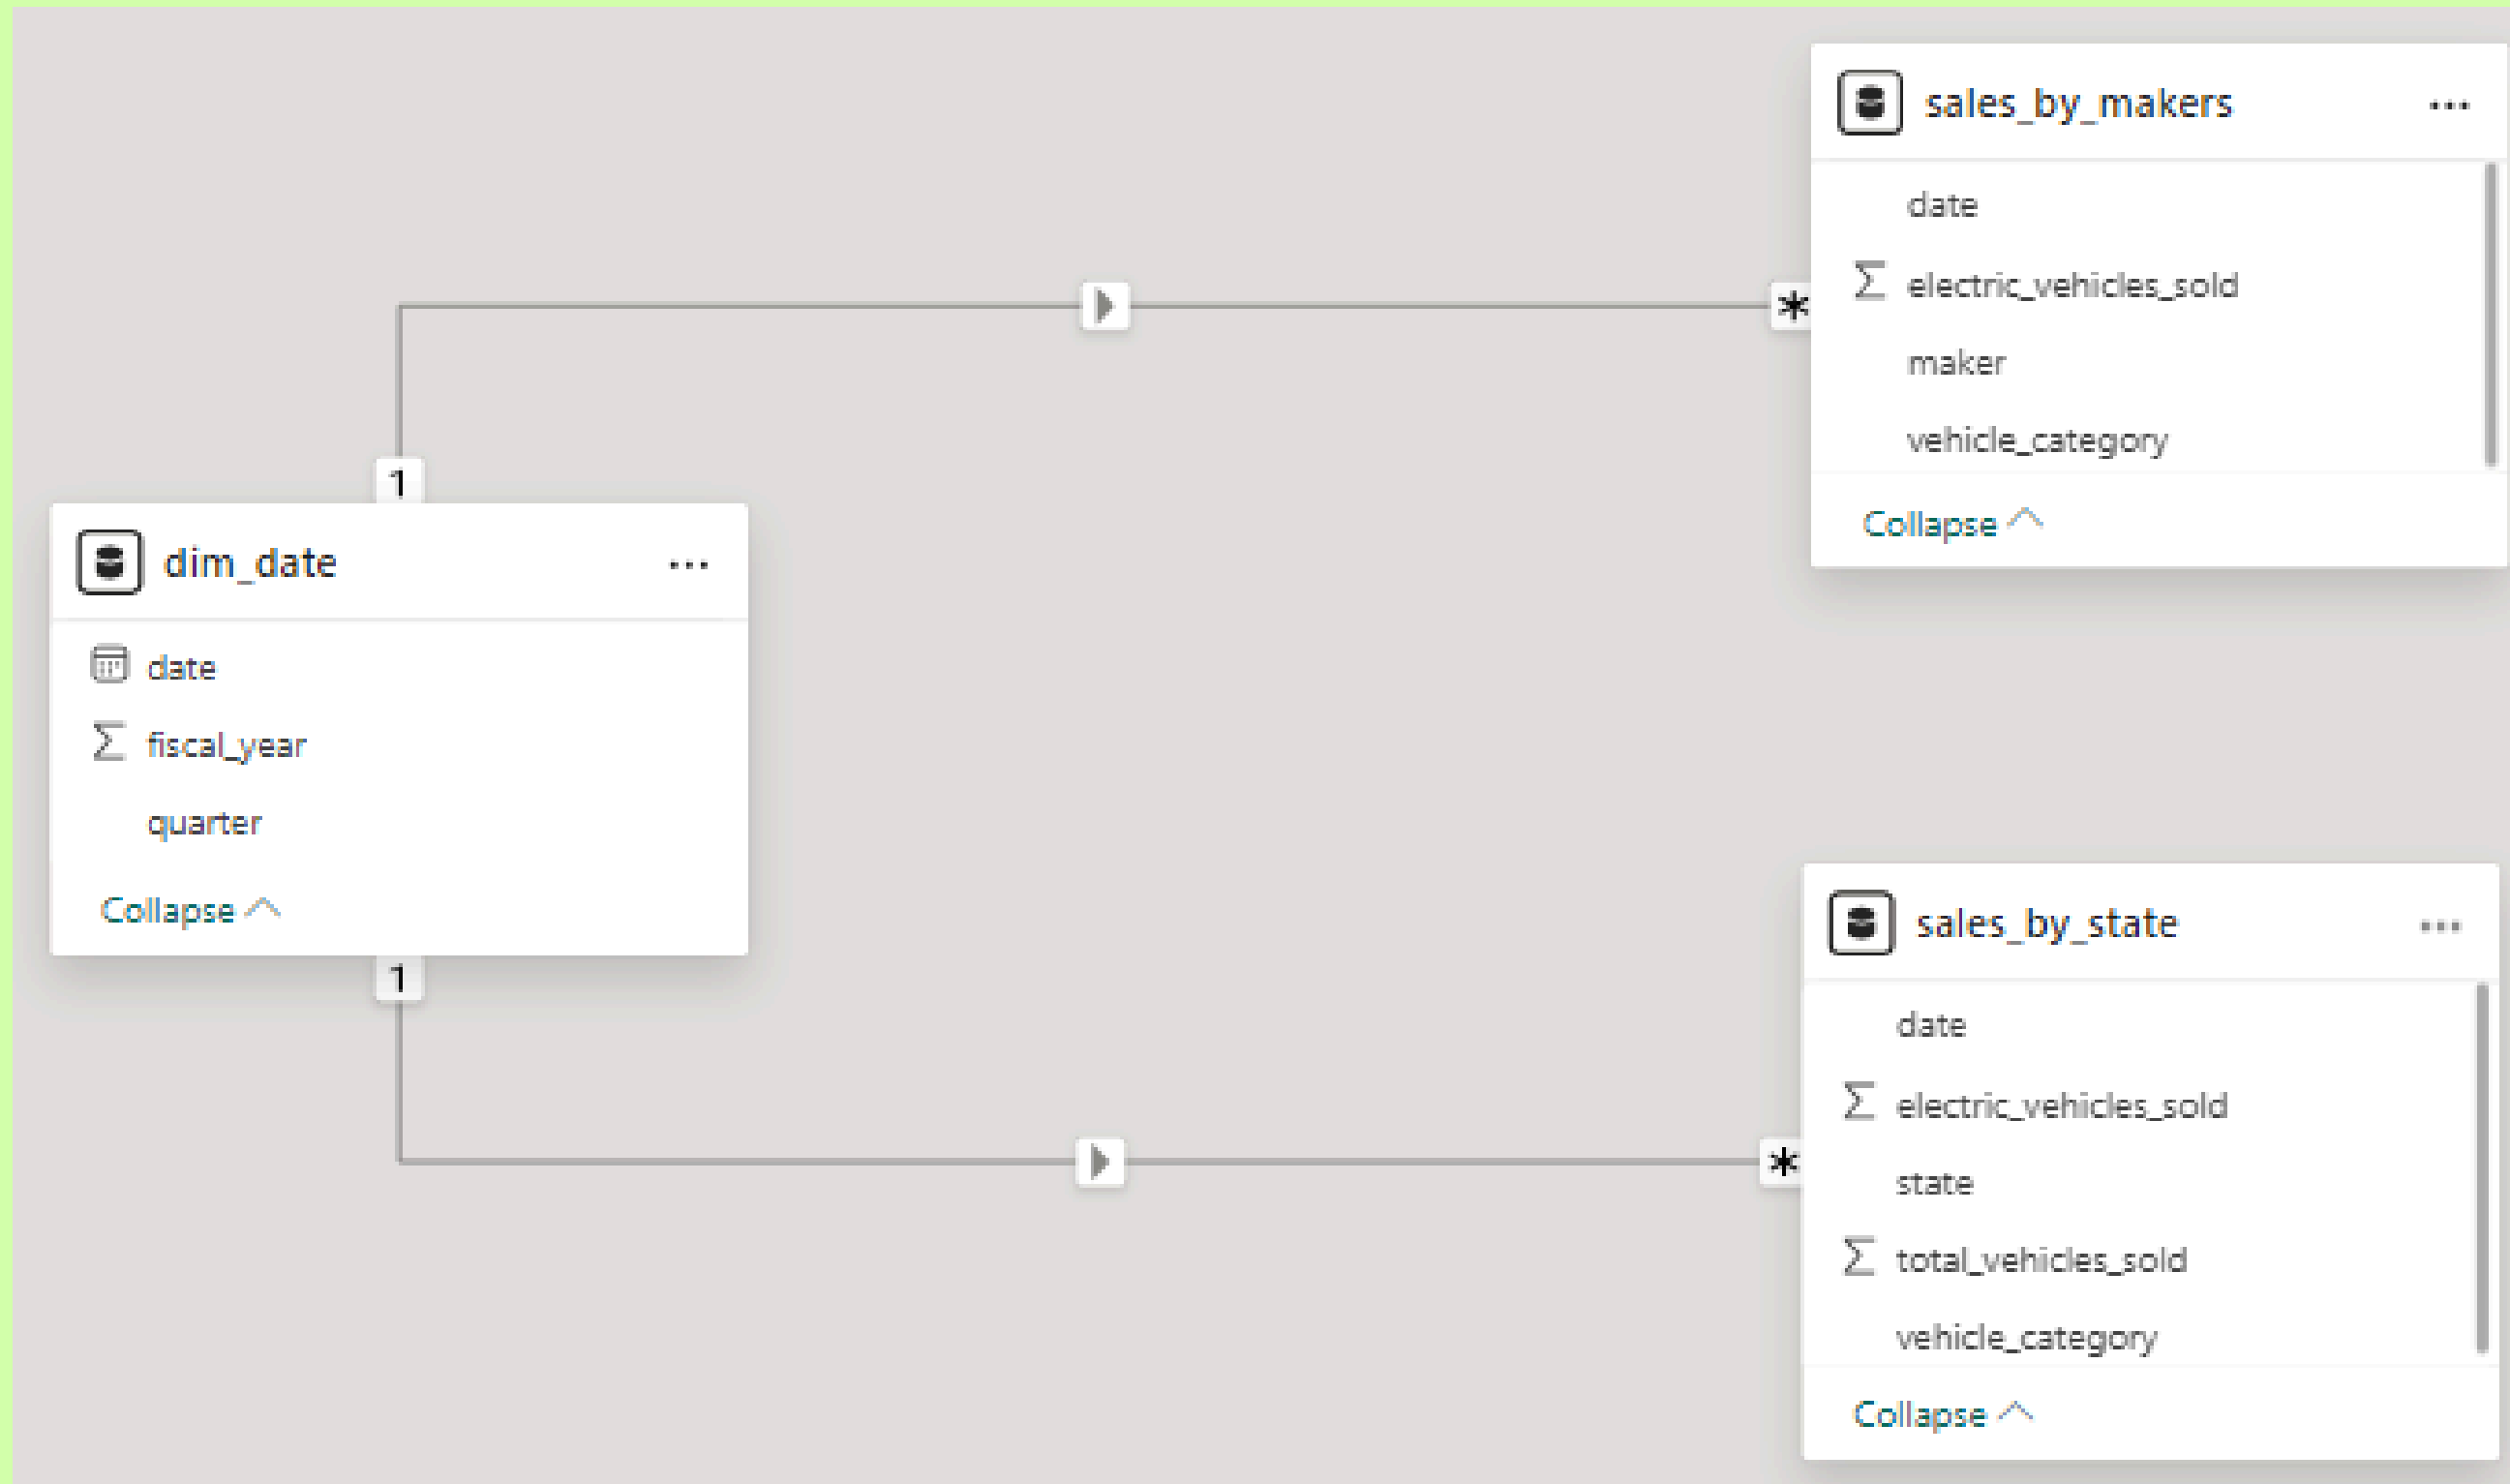 sales_by_makers
date
electric_vehicles_sold
maker
vehicle_category
Collapse
*
1
dim_date
date
fiscal_year
quarter
Collapse
1
*
sales_by_state
date
electric_vehicles_sold
state
total_vehicles_sold
vehicle_category
Collapse